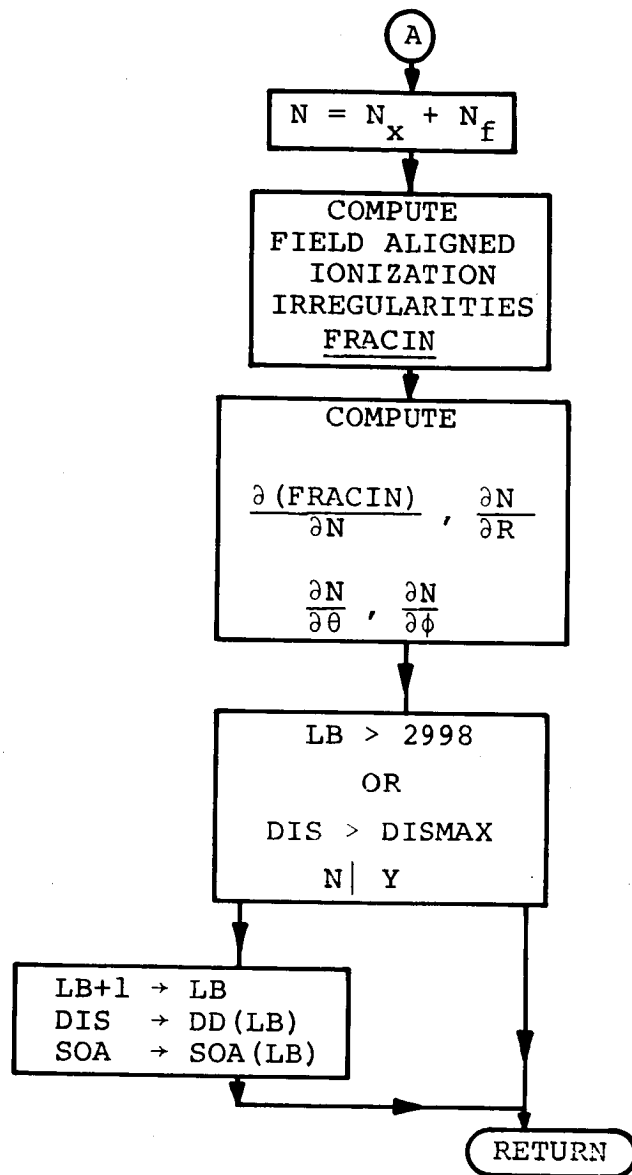 A
N = N_x + N_f
COMPUTE
FIELD ALIGNED
IONIZATION
IRREGULARITIES
FRACIN
COMPUTE
∂(FRACIN)/∂N , ∂N/∂R
∂N/∂θ , ∂N/∂ϕ
LB > 2998
OR
DIS > DISMAX
N| Y
LB+1 → LB
DIS → DD(LB)
SOA → SOA(LB)
RETURN